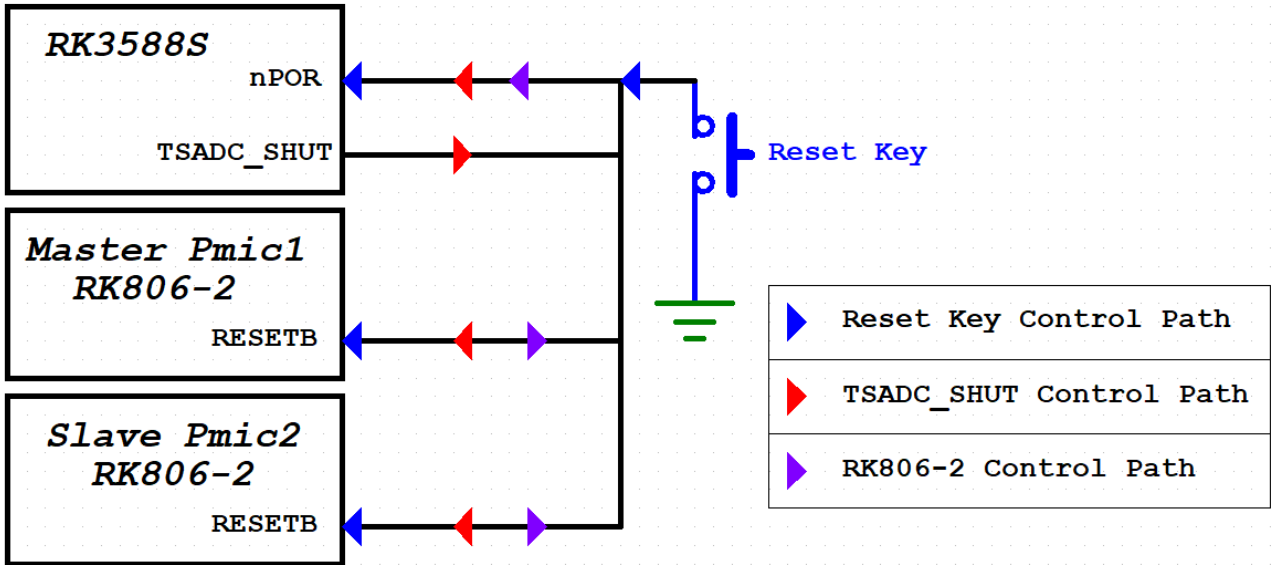 RK3588S
nPOR
TSADC_SHUT
Reset Key
Master Pmic1
RK806-2
RESETB
Slave Pmic2
RK806-2
RESETB
Reset Key Control Path
TSADC_SHUT Control Path
RK806-2 Control Path